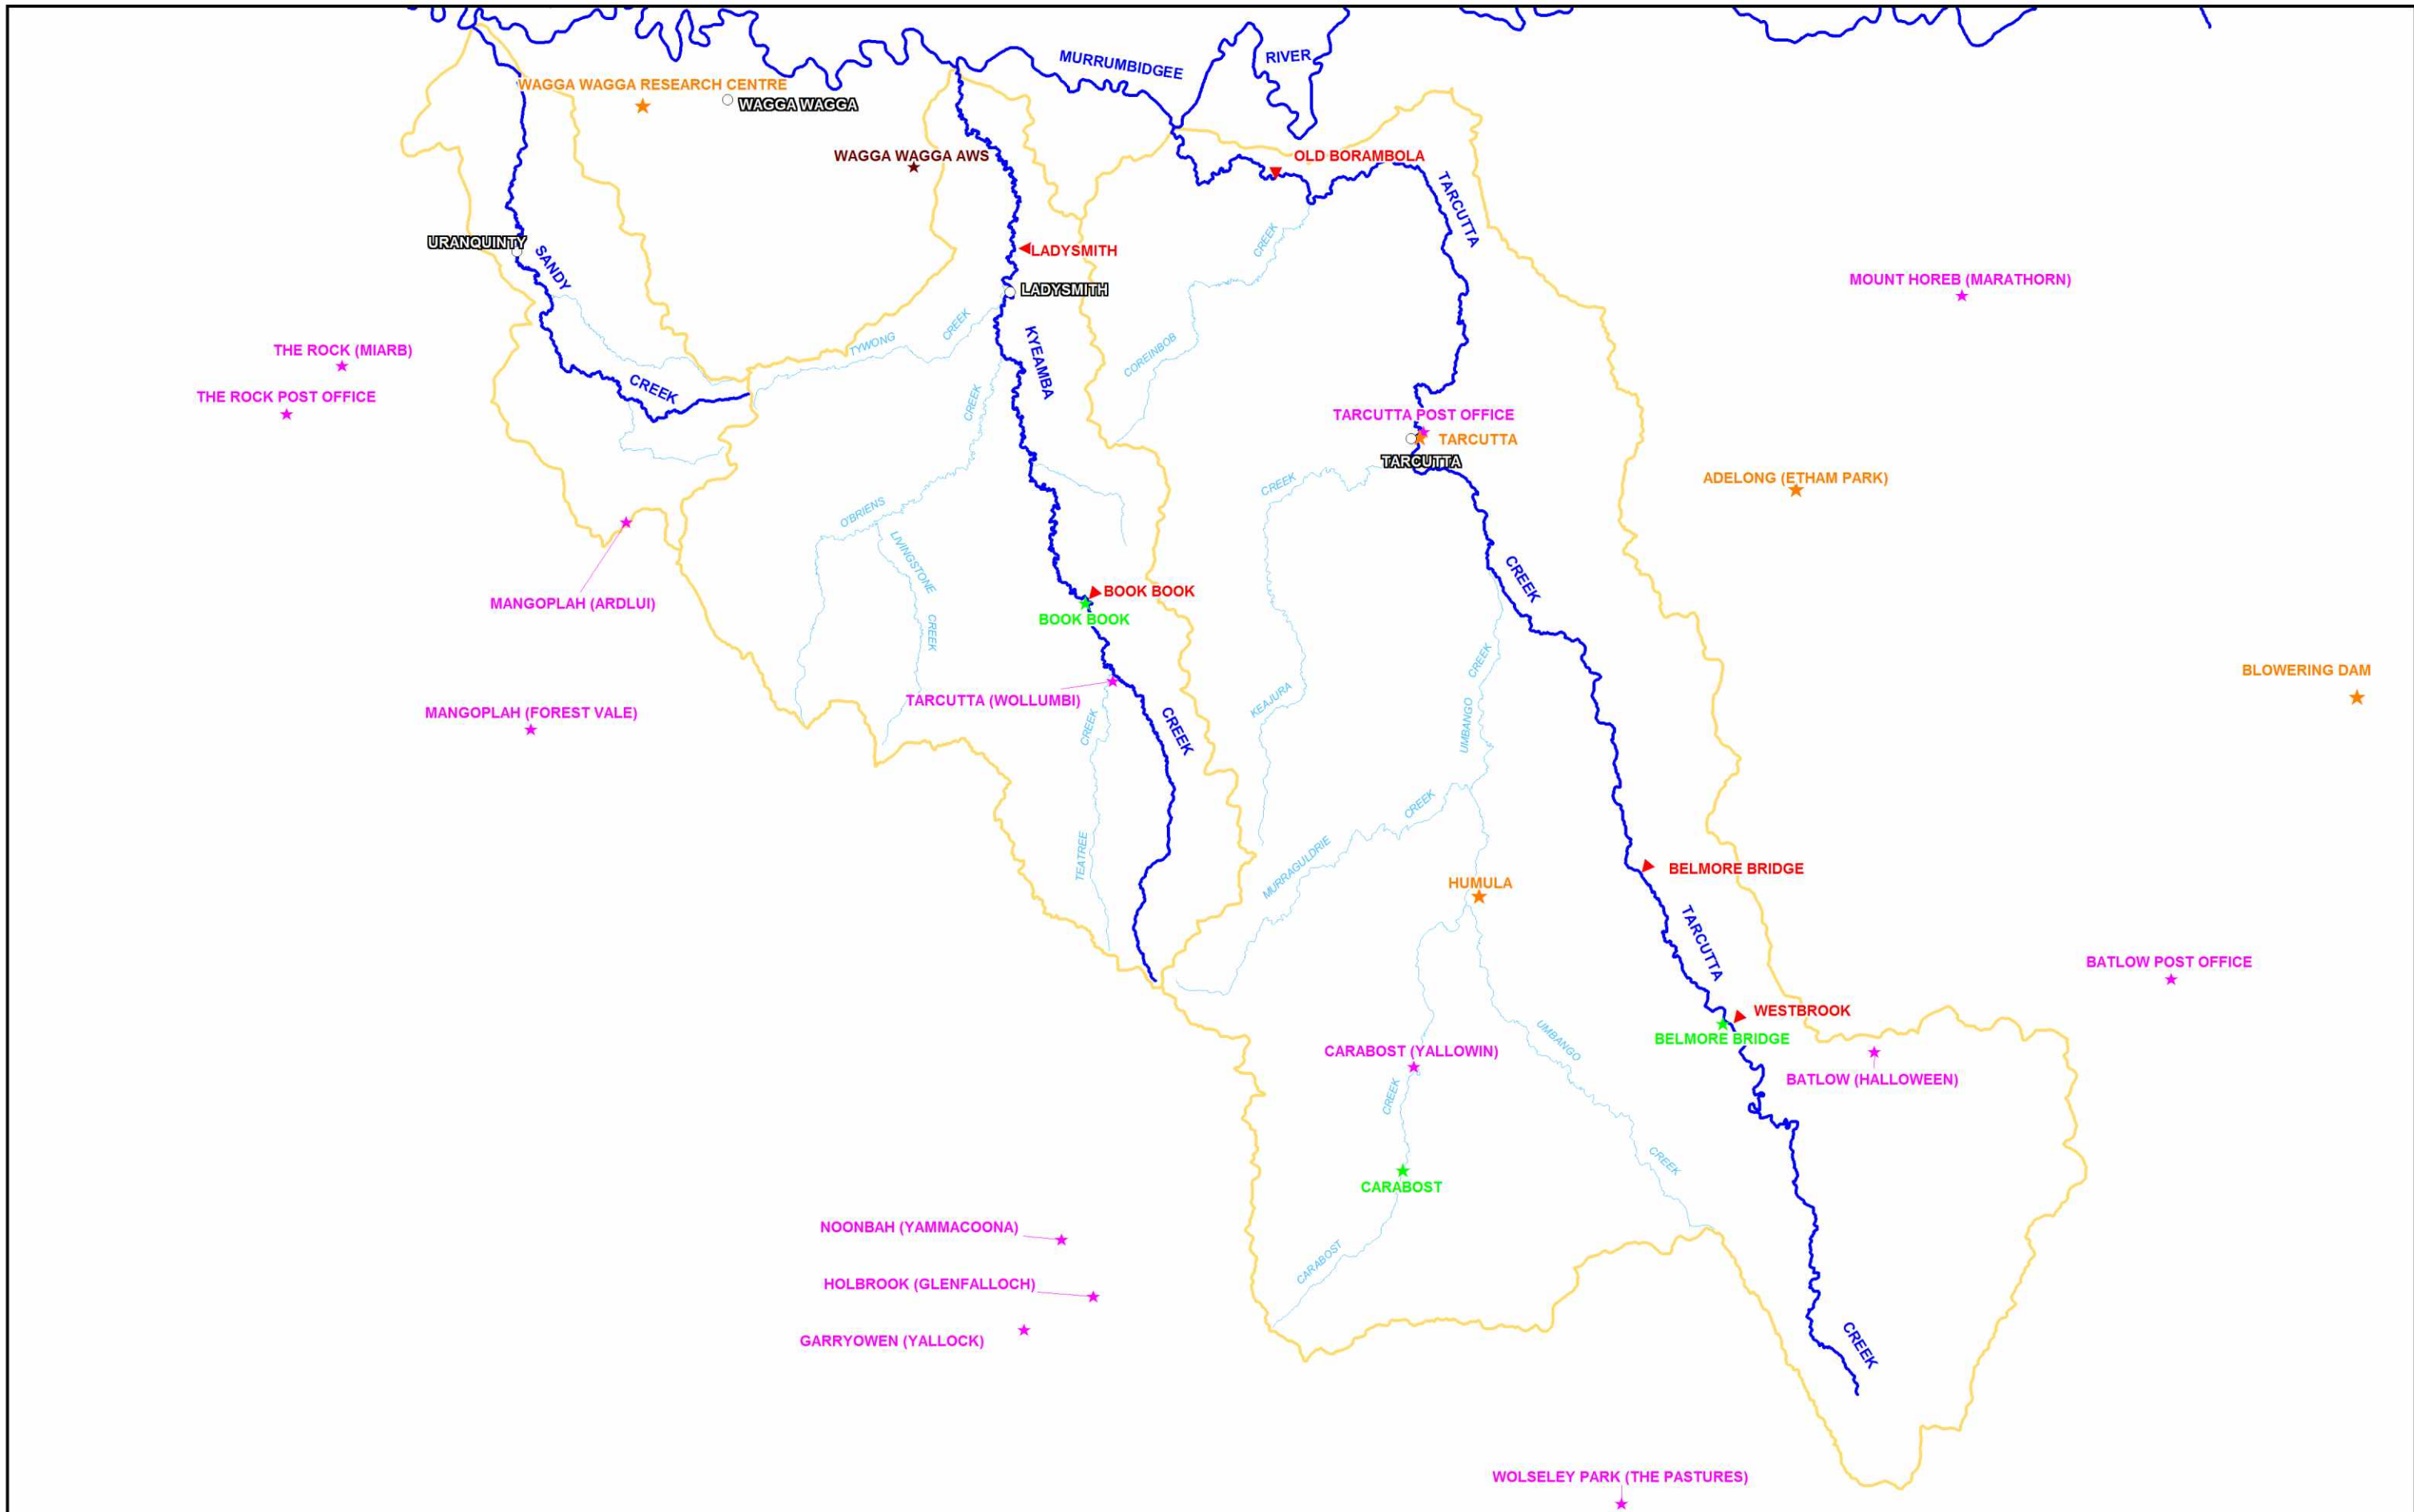 MURRUMBIDGEE
RIVER
WAGGA WAGGA RESEARCH CENTRE
WAGGA WAGGA
WAGGA WAGGA AWS
OLD BORAMBOLA
TARCUTTA
URANQUINTY
SANDY
CREEK
LADYSMITH
LADYSMITH
MOUNT HOREB (MARATHORN)
THE ROCK (MIARB)
TYWONG
CREEK
KYEAMBA
COREINBOB
THE ROCK POST OFFICE
CREEK
CREEK
TARCUTTA POST OFFICE
TARCUTTA
TARCUTTA
CREEK
ADELONG (ETHAM PARK)
O'BRIENS
LIVINGSTONE
CREEK
CREEK
MANGOPLAH (ARDLUI)
BOOK BOOK
BOOK BOOK
CREEK
BLOWERING DAM
TARCUTTA (WOLLUMBI)
KEAJURA
MANGOPLAH (FOREST VALE)
CREEK
CREEK
UMBANGO
CREEK
TEATREE
MURRAGULDRIE
BELMORE BRIDGE
HUMULA
TARCUTTA
BATLOW POST OFFICE
WESTBROOK
BELMORE BRIDGE
UMBANGO
CARABOST (YALLOWIN)
BATLOW (HALLOWEEN)
CREEK
CREEK
CARABOST
NOONBAH (YAMMACOONA)
CARABOST
HOLBROOK (GLENFALLOCH)
GARRYOWEN (YALLOCK)
CREEK
WOLSELEY PARK (THE PASTURES)